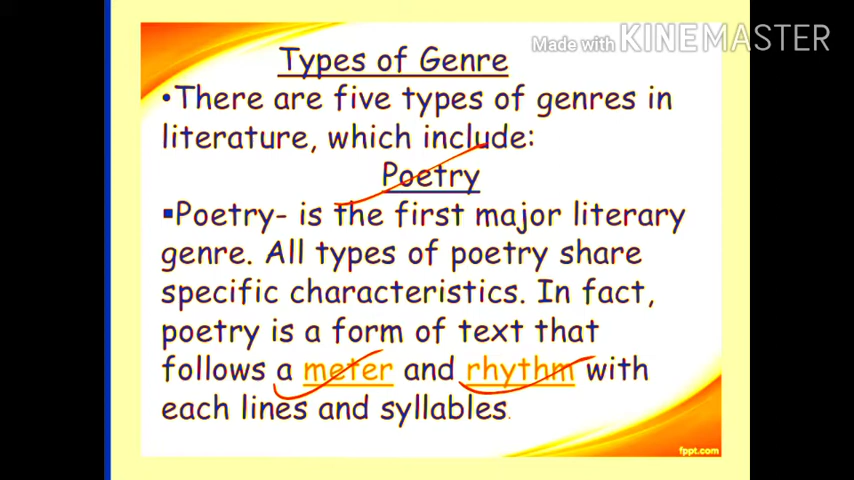 Made with KINEMASTER
Types of Genre
•There are five types of genres in
literature, which include:
Poetry
▪Poetry- is the first major literary
genre. All types of poetry share
specific characteristics. In fact,
poetry is a form of text that
follows a meter and rhythm with
each lines and syllables.
fppt.com